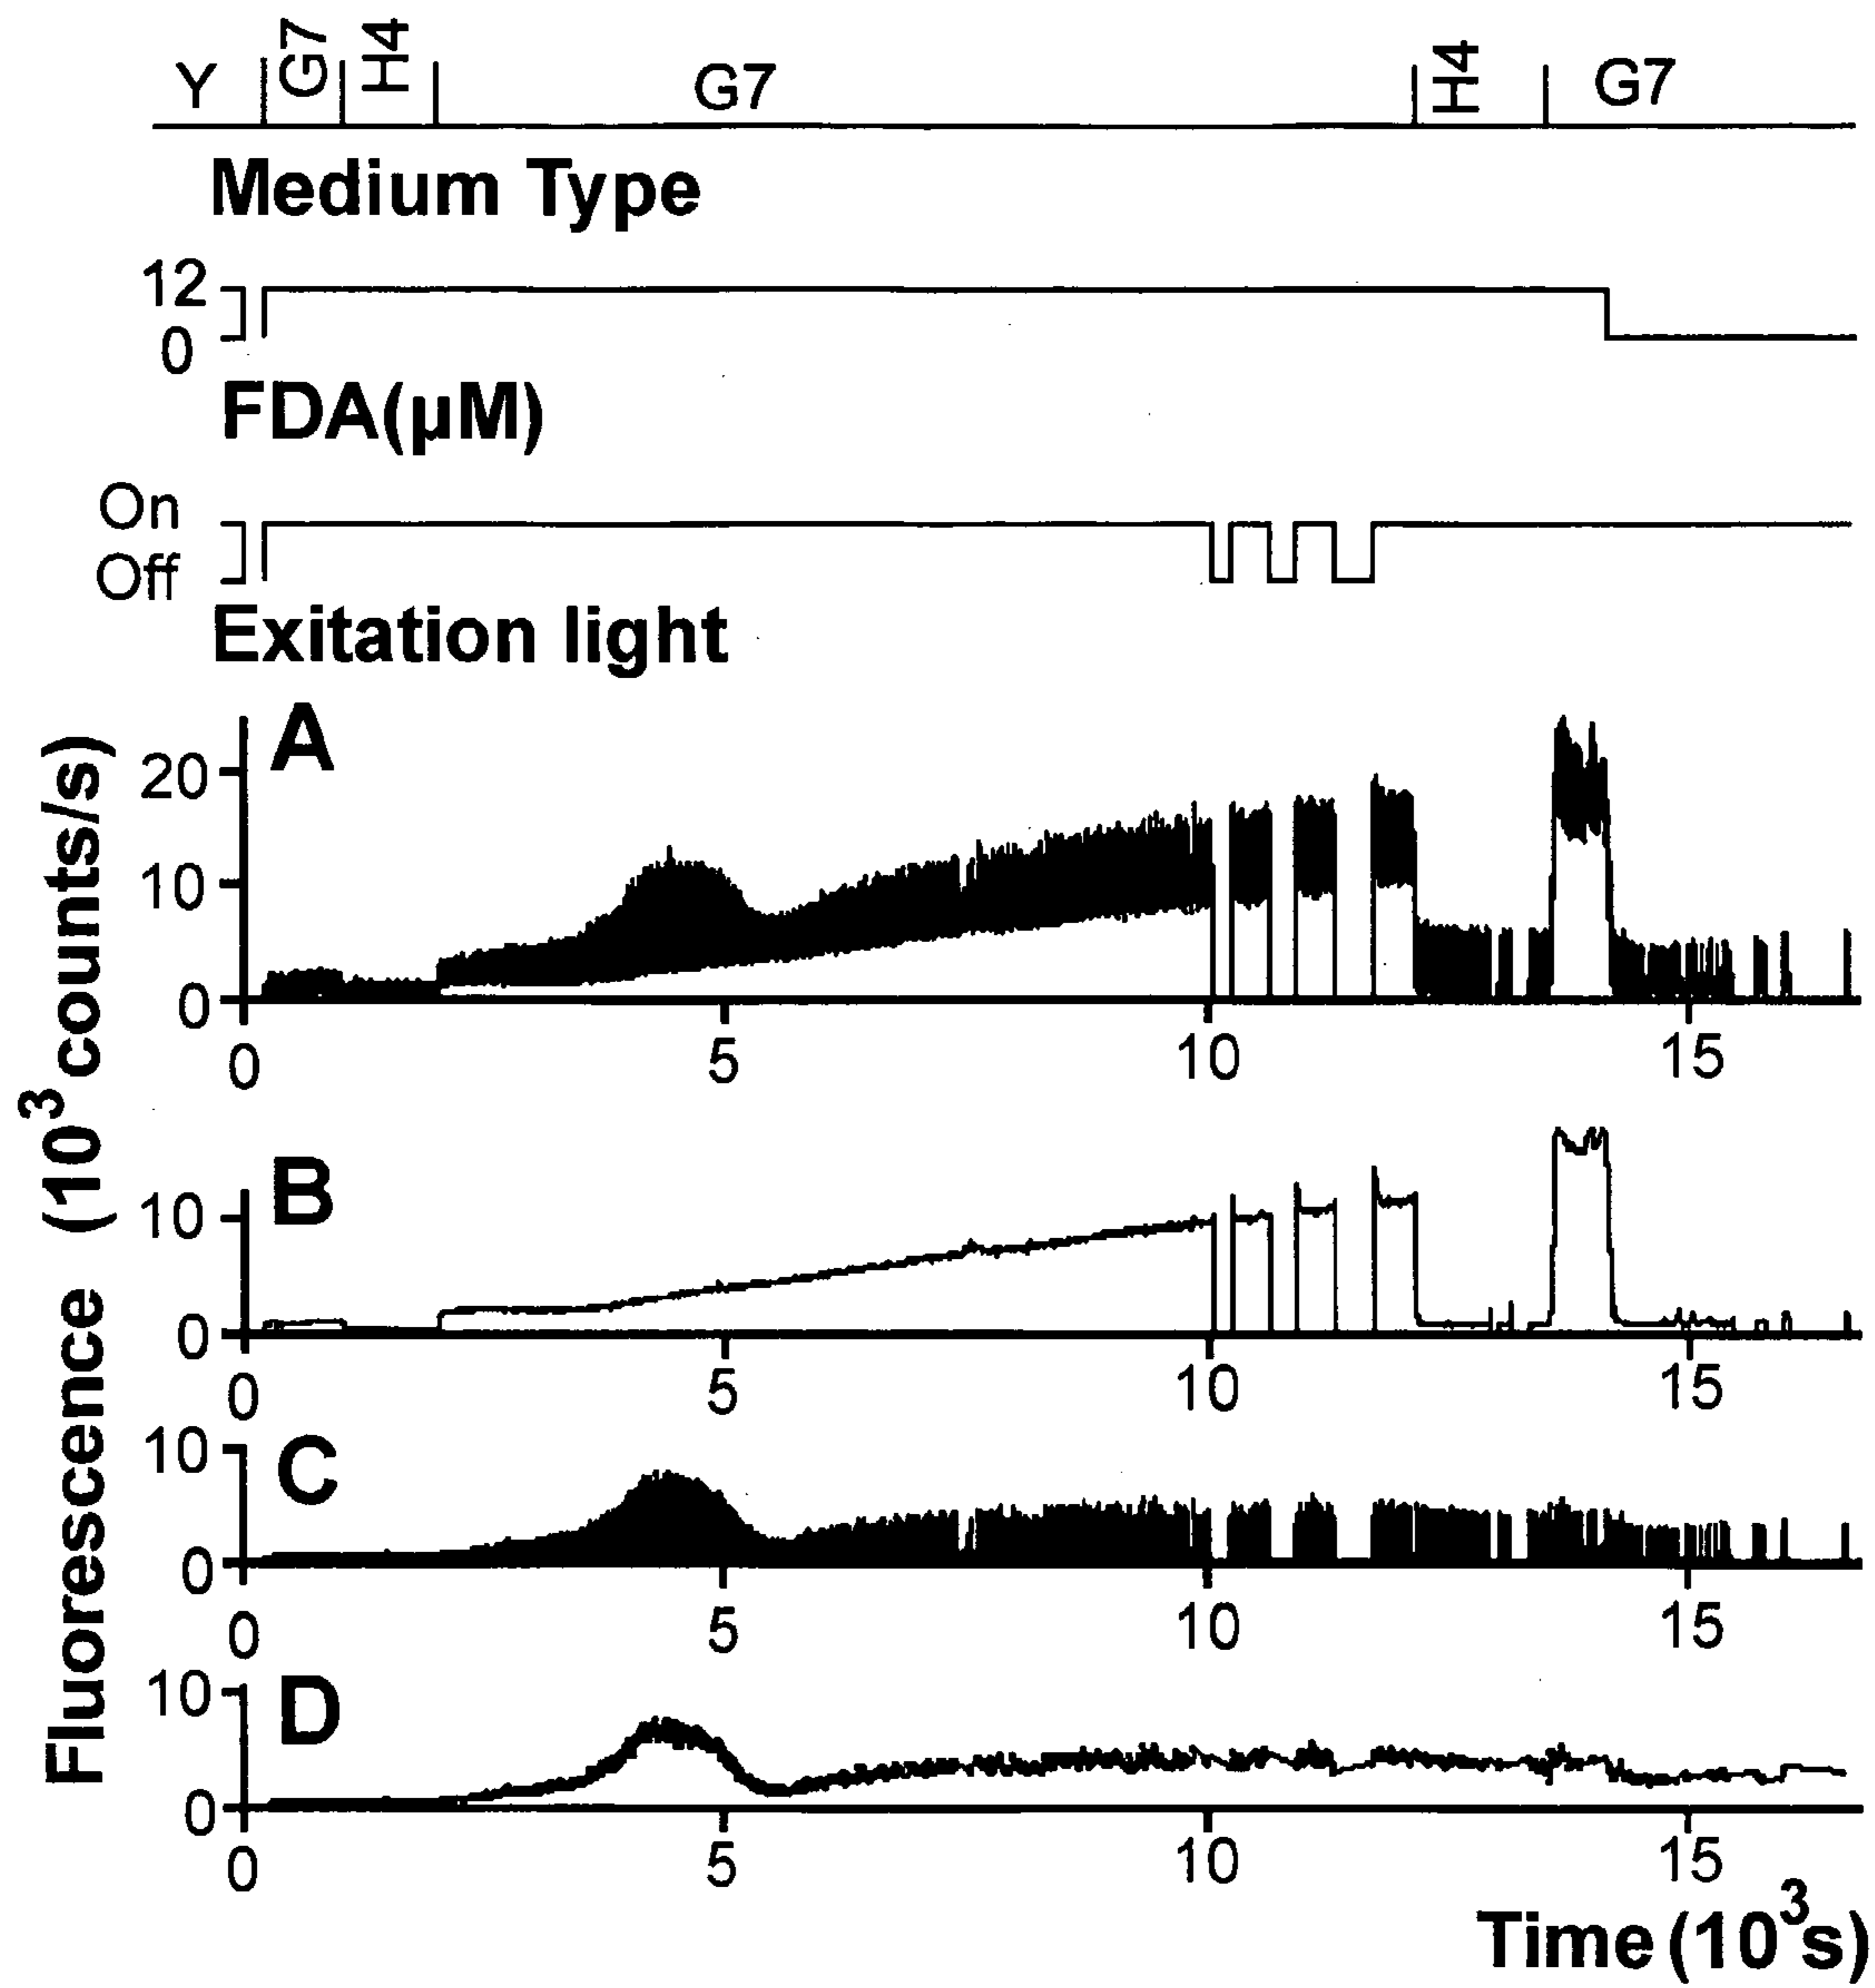 Y G7 H4 G7 H4 G7
Medium Type
12
0
FDA(µM)
On
Off
Exitation light
Fluorescence (10³ counts/s)
A
20
10
0
0 5 10 15
B
10
0
0 5 10 15
C
10
0
0 5 10 15
D
10
0
0 5 10 15
Time (10³s)